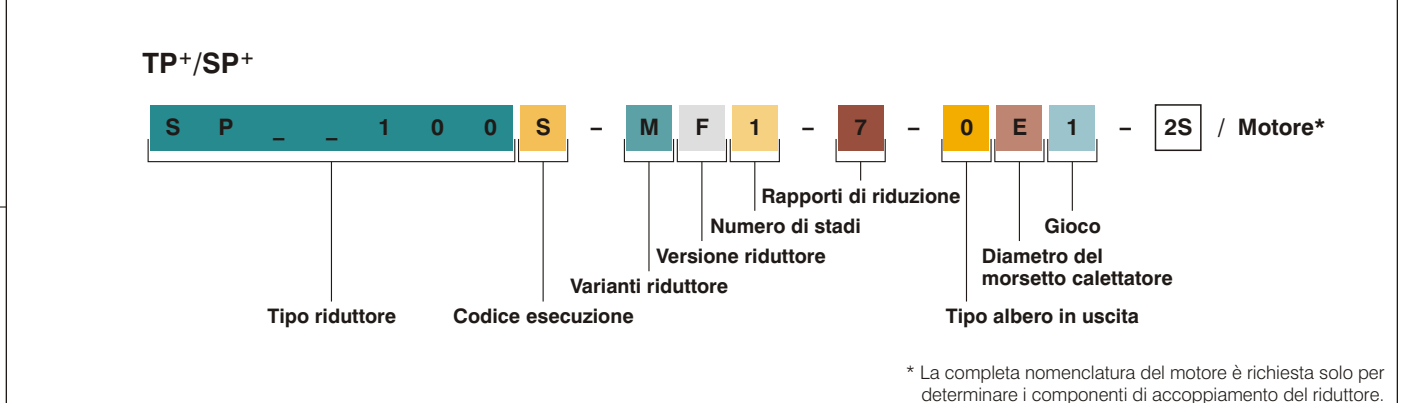 TP+/SP+
S P _ _ 1 0 0 S – M F 1 – 7 – 0 E 1 – 2S / Motore*
Rapporti di riduzione
Numero di stadi
Gioco
Versione riduttore
Diametro del
morsetto calettatore
Varianti riduttore
Tipo riduttore
Codice esecuzione
Tipo albero in uscita
* La completa nomenclatura del motore è richiesta solo per
determinare i componenti di accoppiamento del riduttore.